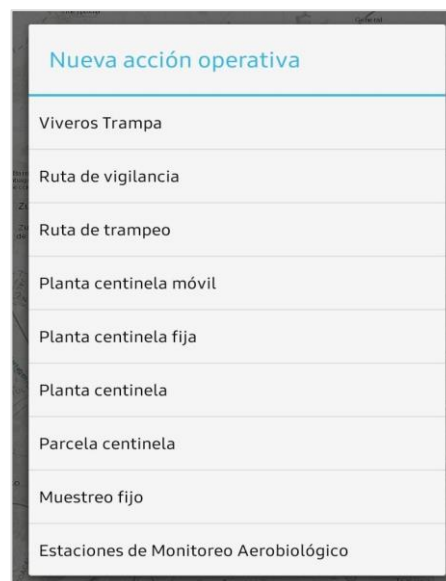 Nueva acción operativa
Viveros Trampa
Ruta de vigilancia
Ruta de trampeo
Planta centinela móvil
Planta centinela fija
Planta centinela
Parcela centinela
Muestreo fijo
Estaciones de Monitoreo Aerobiológico